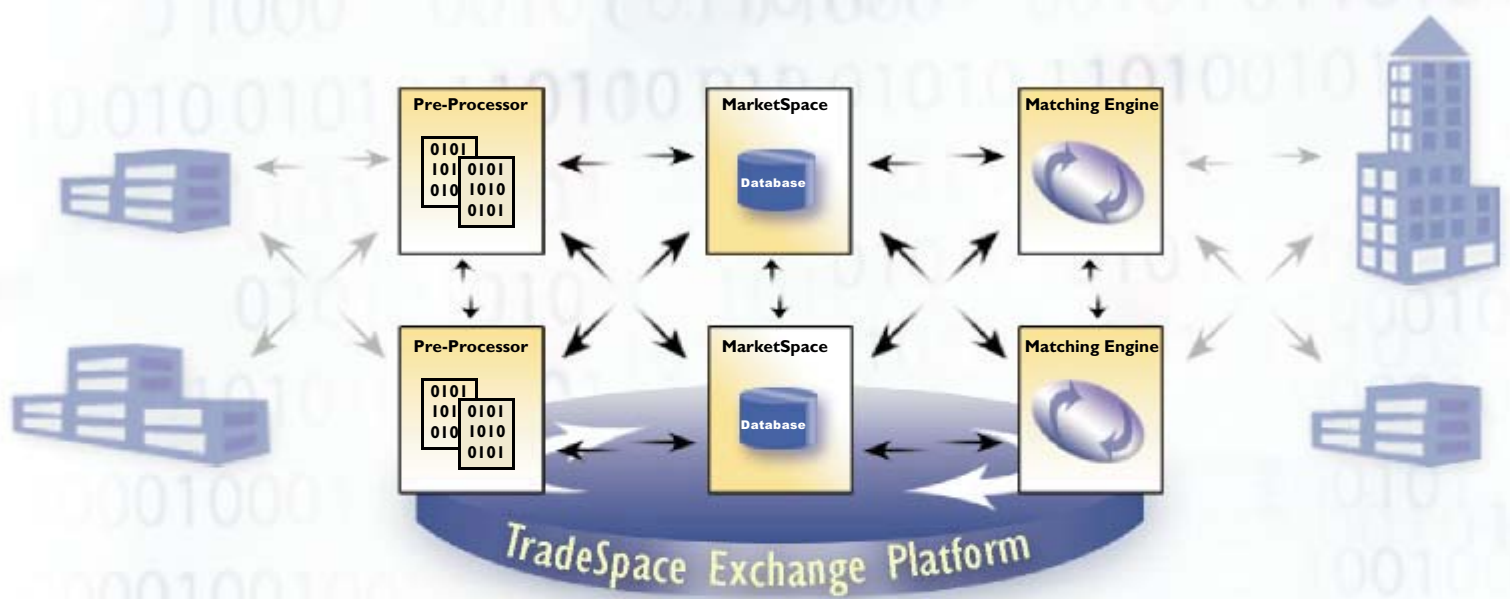 Pre-Processor
MarketSpace
Matching Engine
0101
101
010
0101
1010
0101
Database
Pre-Processor
MarketSpace
Matching Engine
0101
101
010
0101
1010
0101
Database
TradeSpace Exchange Platform